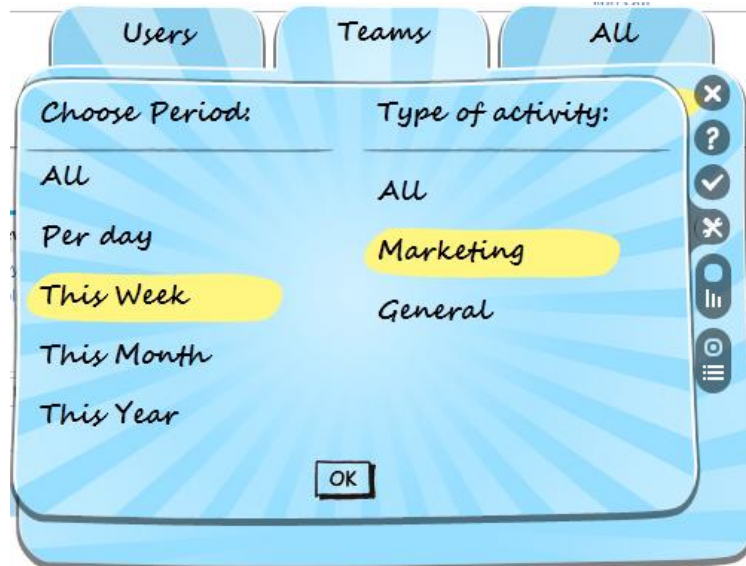 Users
Teams
All
Choose Period:
All
Per day
This Week
This Month
This Year
Type of activity:
All
Marketing
General
OK